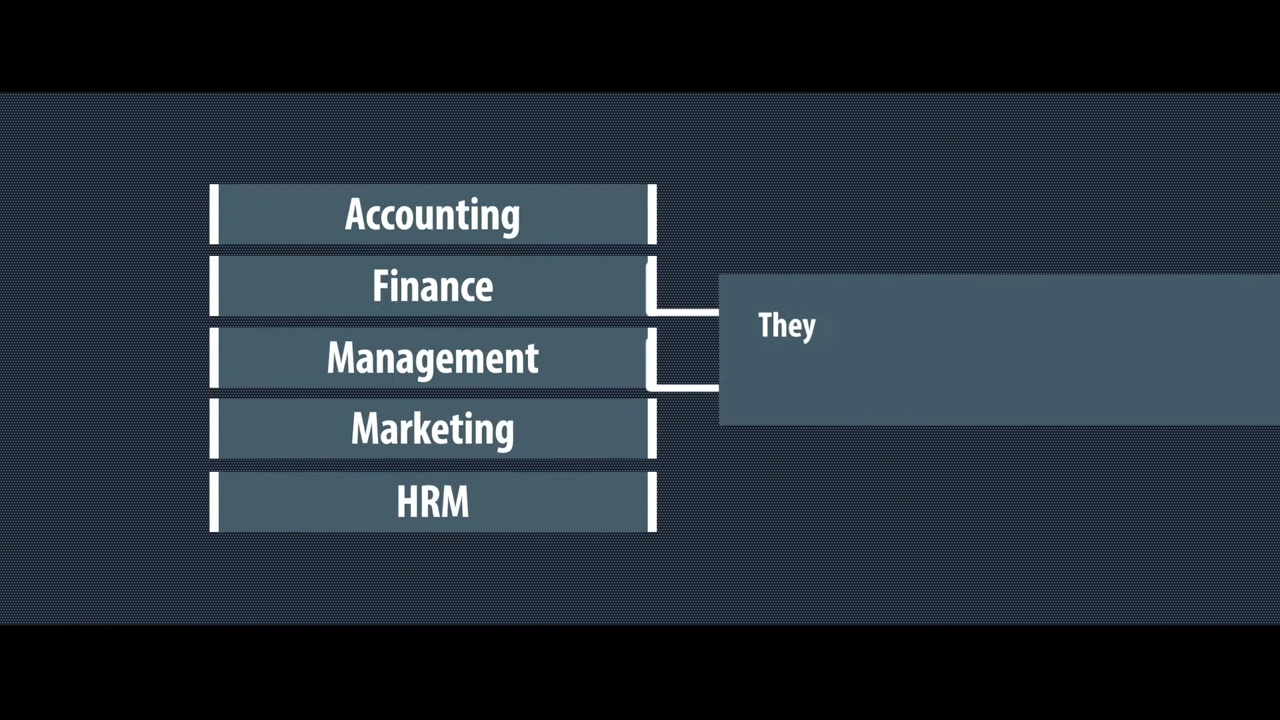 Accounting
Finance
Management
Marketing
HRM
They